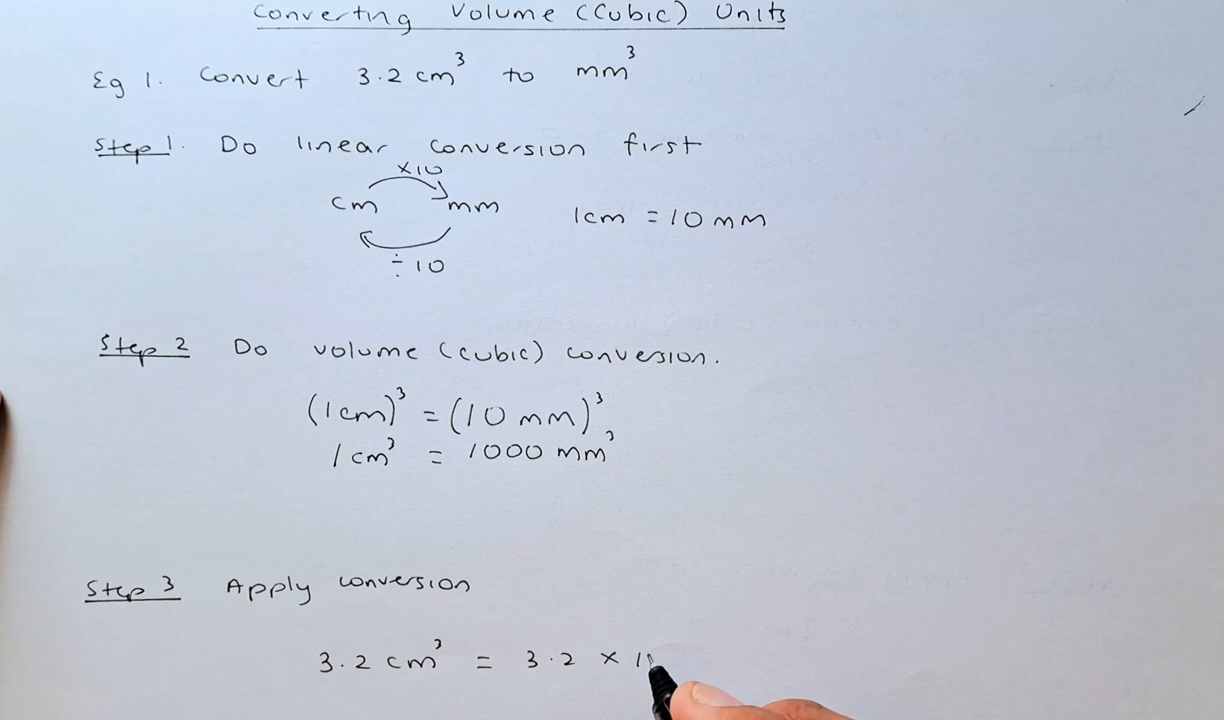 Converting Volume (Cubic) Units
Eg 1. Convert 3.2 cm³ to mm³
Step 1. Do linear conversion first
×10
cm mm 1cm = 10 mm
÷ 10
Step 2 Do volume (cubic) conversion.
(1cm)³ = (10 mm)³
1cm³ = 1000 mm³
Step 3 Apply conversion
3.2 cm³ = 3.2 × 1